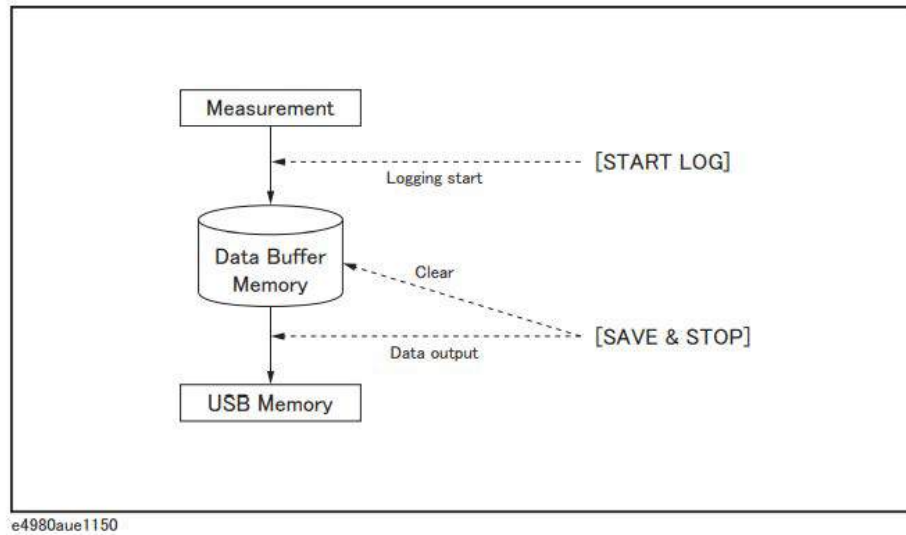 Measurement
[START LOG]
Logging start
Data Buffer
Memory
Clear
[SAVE & STOP]
Data output
USB Memory
e4980aue1150